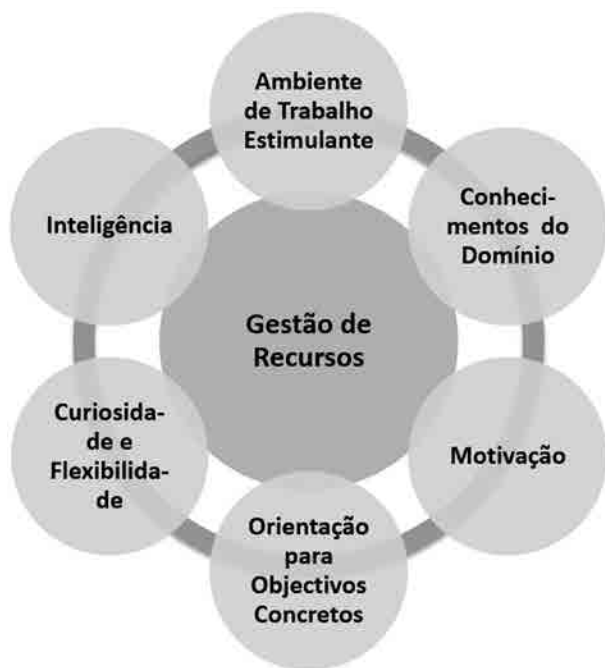 Ambiente
de Trabalho
Estimulante
Conheci-
mentos do
Domínio
Motivação
Orientação
para
Objectivos
Concretos
Curiosida-
de e
Flexibilida-
de
Inteligência
Gestão de
Recursos